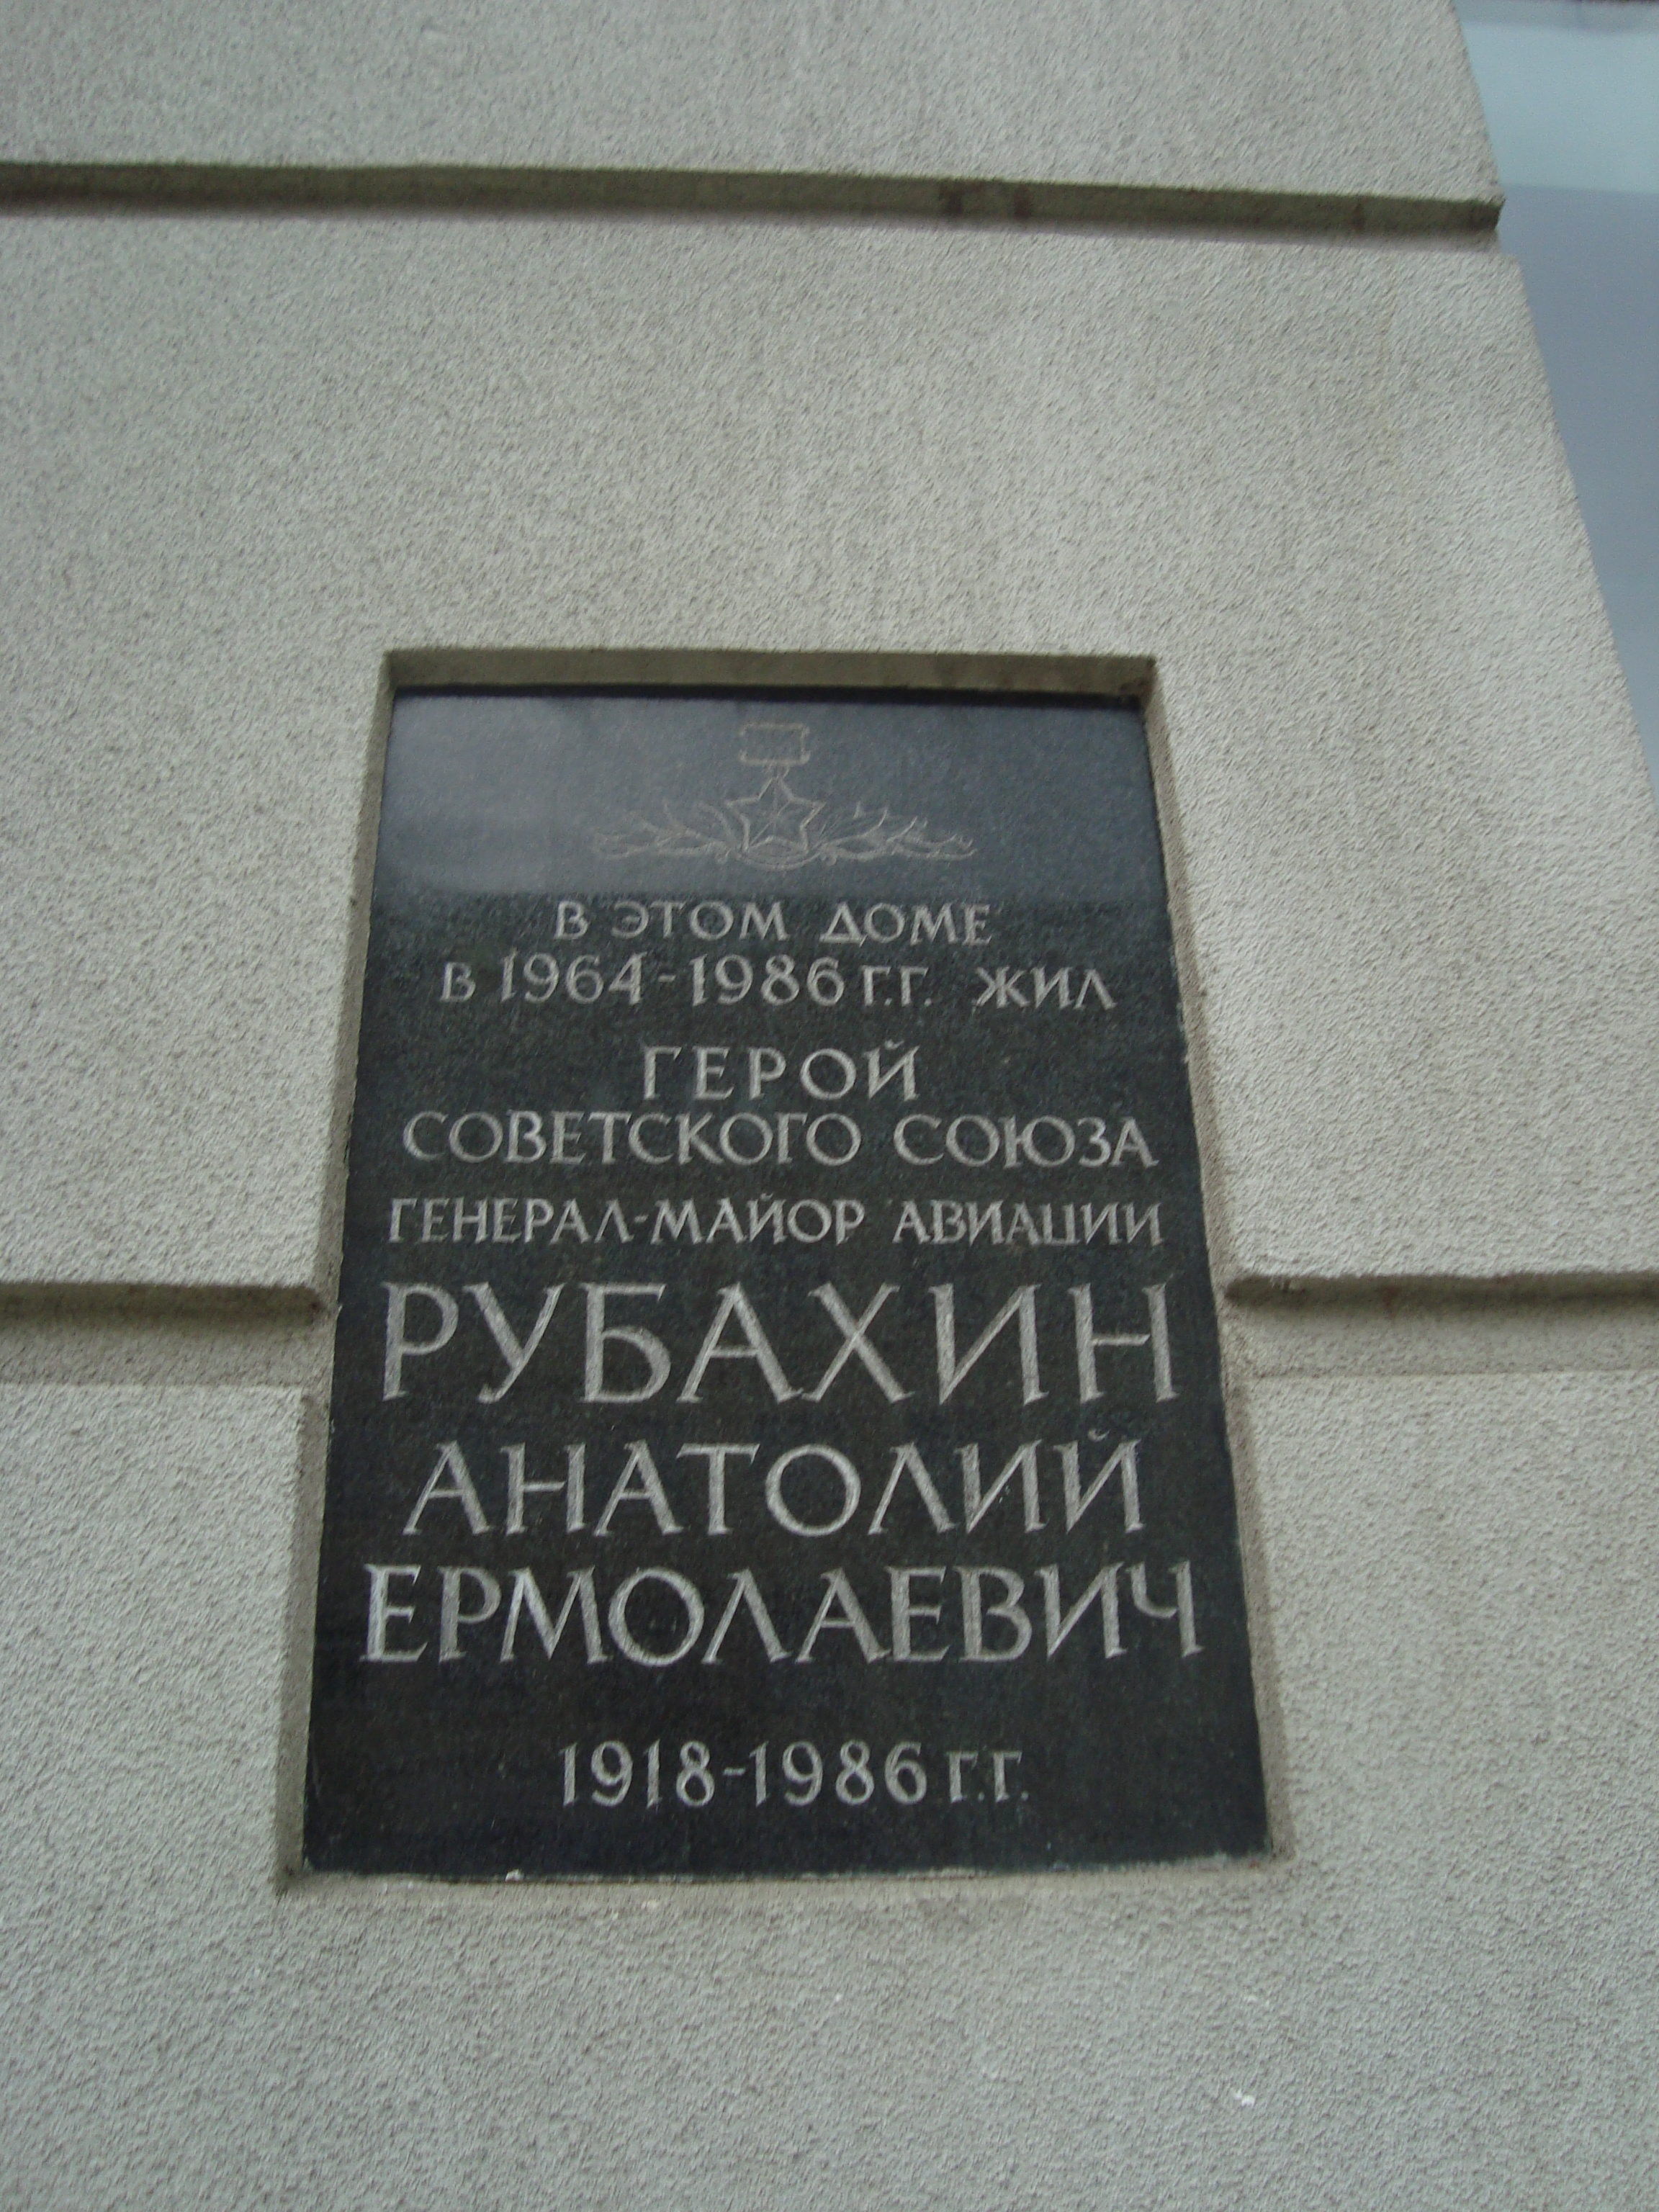 В ЭТОМ ДОМЕ
В 1964-1986 Г.Г. ЖИЛ
ГЕРОЙ
СОВЕТСКОГО СОЮЗА
ГЕНЕРАЛ-МАЙОР АВИАЦИИ
РУБАХИН
АНАТОЛИЙ
ЕРМОЛАЕВИЧ
1918-1986 Г.Г.